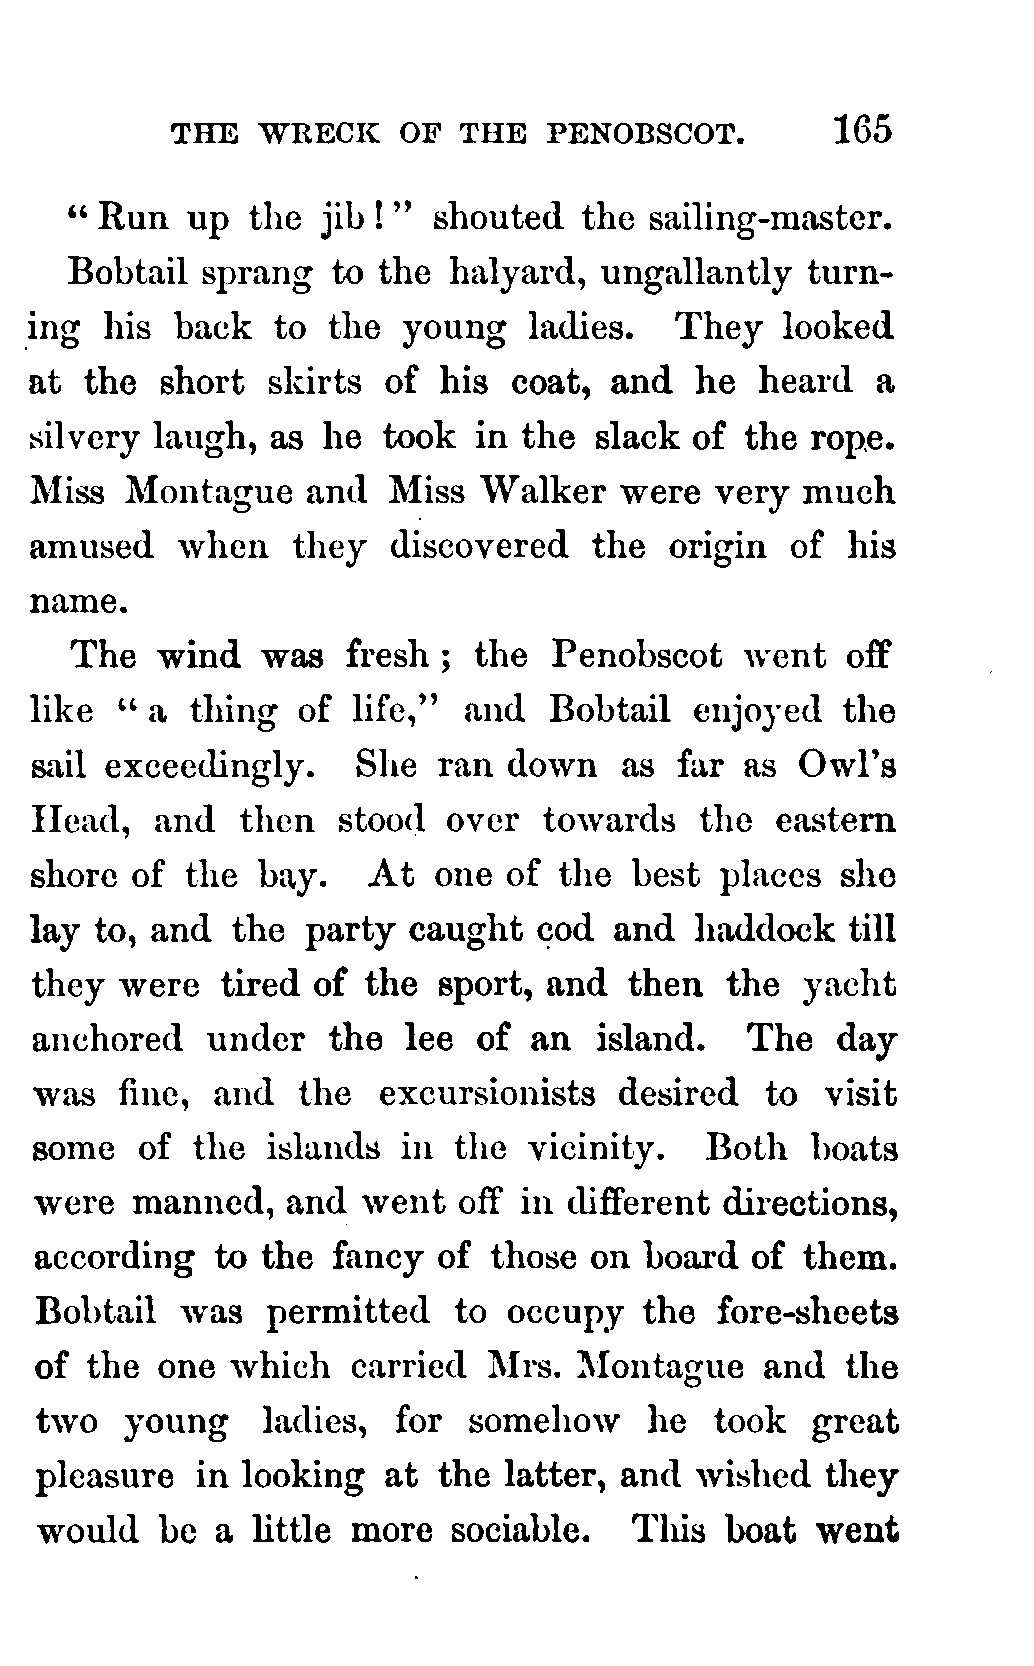 THE WRECK OF THE PENOBSCOT. 165
“Run up the jib!” shouted the sailing-master.
Bobtail sprang to the halyard, ungallantly turn-
ing his back to the young ladies. They looked
at the short skirts of his coat, and he heard a
silvery laugh, as he took in the slack of the rope.
Miss Montague and Miss Walker were very much
amused when they discovered the origin of his
name.
The wind was fresh; the Penobscot went off
like “a thing of life,” and Bobtail enjoyed the
sail exceedingly. She ran down as far as Owl’s
Head, and then stood over towards the eastern
shore of the bay. At one of the best places she
lay to, and the party caught cod and haddock till
they were tired of the sport, and then the yacht
anchored under the lee of an island. The day
was fine, and the excursionists desired to visit
some of the islands in the vicinity. Both boats
were manned, and went off in different directions,
according to the fancy of those on board of them.
Bobtail was permitted to occupy the fore-sheets
of the one which carried Mrs. Montague and the
two young ladies, for somehow he took great
pleasure in looking at the latter, and wished they
would be a little more sociable. This boat went